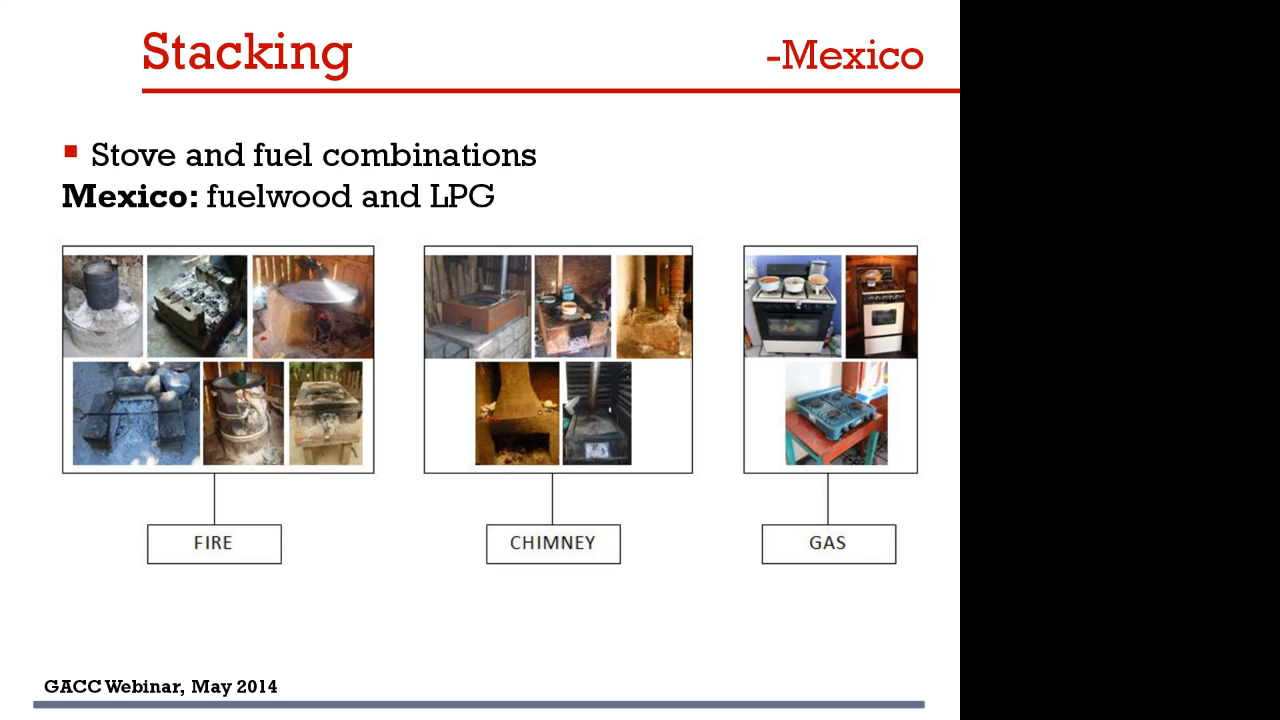 Stacking -Mexico
Stove and fuel combinations
Mexico: fuelwood and LPG
FIRE CHIMNEY GAS
GACC Webinar, May 2014